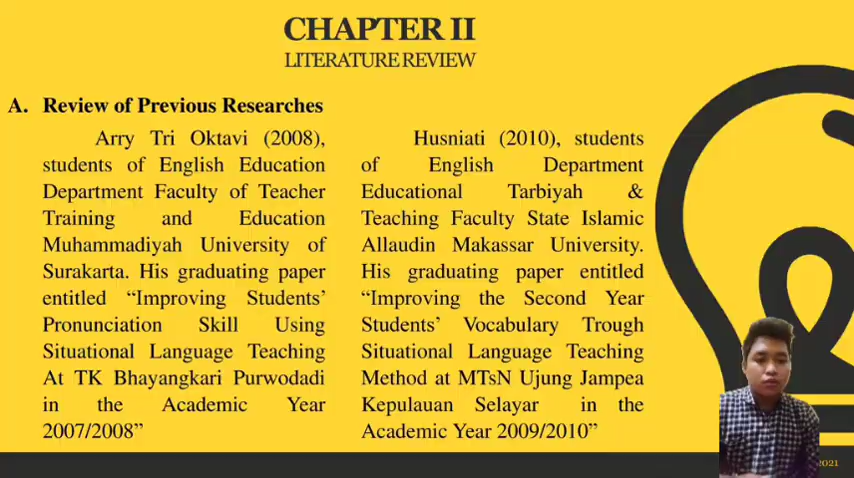 CHAPTER II
LITERATURE REVIEW
A. Review of Previous Researches
Arry Tri Oktavi (2008),
students of English Education
Department Faculty of Teacher
Training and Education
Muhammadiyah University of
Surakarta. His graduating paper
entitled “Improving Students’
Pronunciation Skill Using
Situational Language Teaching
At TK Bhayangkari Purwodadi
in the Academic Year
2007/2008”
Husniati (2010), students
of English Department
Educational Tarbiyah &
Teaching Faculty State Islamic
Allaudin Makassar University.
His graduating paper entitled
“Improving the Second Year
Students’ Vocabulary Trough
Situational Language Teaching
Method at MTsN Ujung Jampea
Kepulauan Selayar in the
Academic Year 2009/2010”
2021